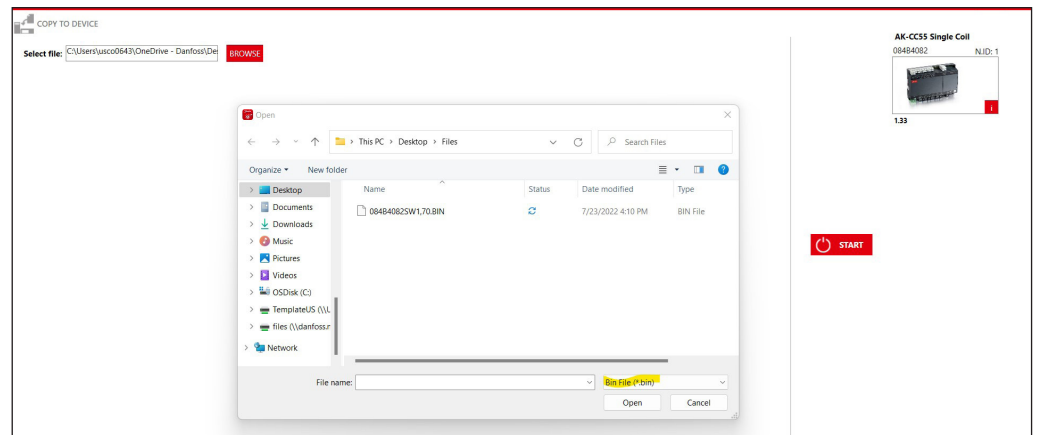 COPY TO DEVICE
Select file: C:\Users\usco0643\OneDrive - Danfoss\De BROWSE
AK-CC55 Single Coil
084B4082 N.ID: 1
i
1.33
Open
This PC > Desktop > Files
Search Files
Organize New folder
Name Status Date modified Type
Desktop
Documents
084B4082SW1,70.BIN 7/23/2022 4:10 PM BIN File
Downloads
Music
Pictures
Videos
OSDisk (C:)
TemplateUS (\\L
files (\\danfoss.r
Network
START
File name: Bin File (*.bin)
Open Cancel